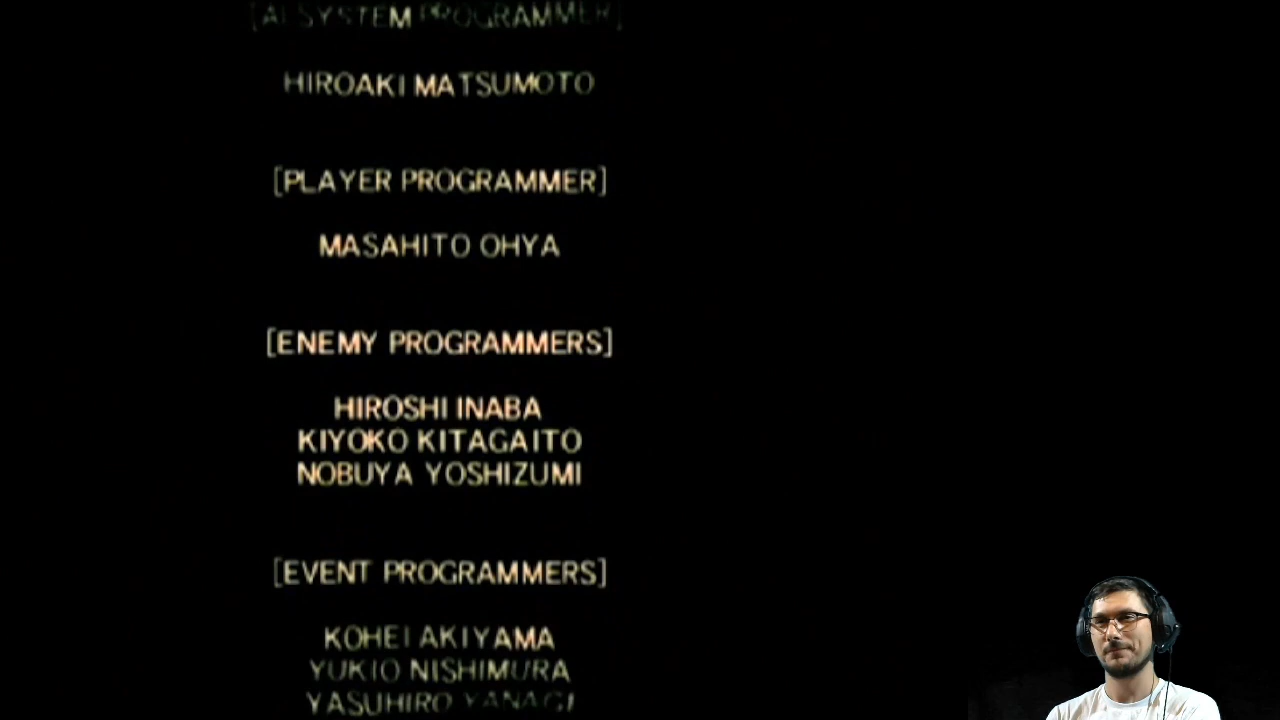 [AI SYSTEM PROGRAMMER]
HIROAKI MATSUMOTO
[PLAYER PROGRAMMER]
MASAHITO OHYA
[ENEMY PROGRAMMERS]
HIROSHI INABA
KIYOKO KITAGAITO
NOBUYA YOSHIZUMI
[EVENT PROGRAMMERS]
KOHEI AKIYAMA
YUKIO NISHIMURA
YASUHIRO YANAGI